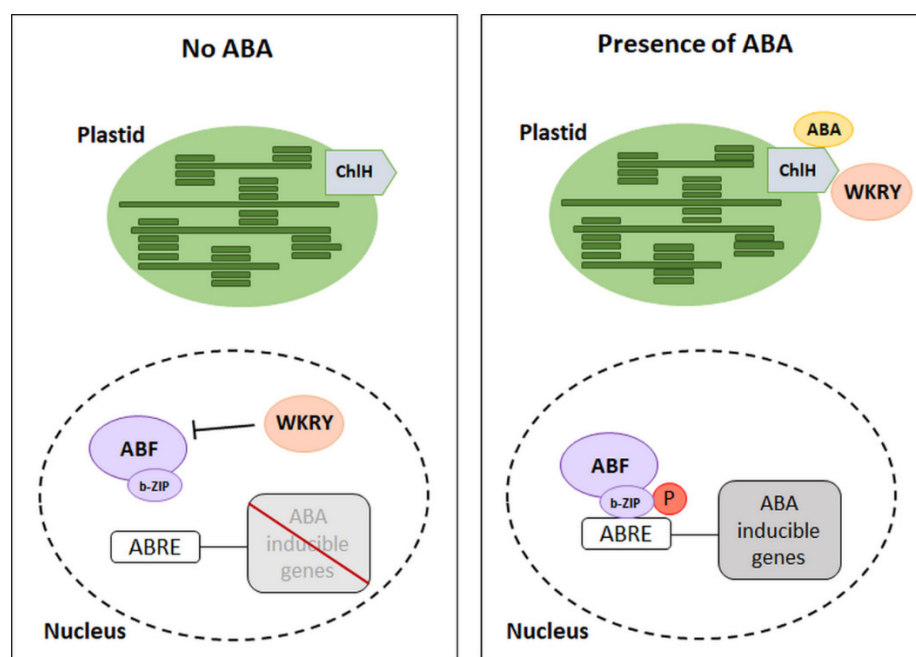 No ABA
Plastid
ChlH
ABF
b-ZIP
WKRY
ABRE
ABA
inducible
genes
Nucleus
Presence of ABA
Plastid
ABA
ChlH
WKRY
ABF
b-ZIP
P
ABRE
ABA
inducible
genes
Nucleus